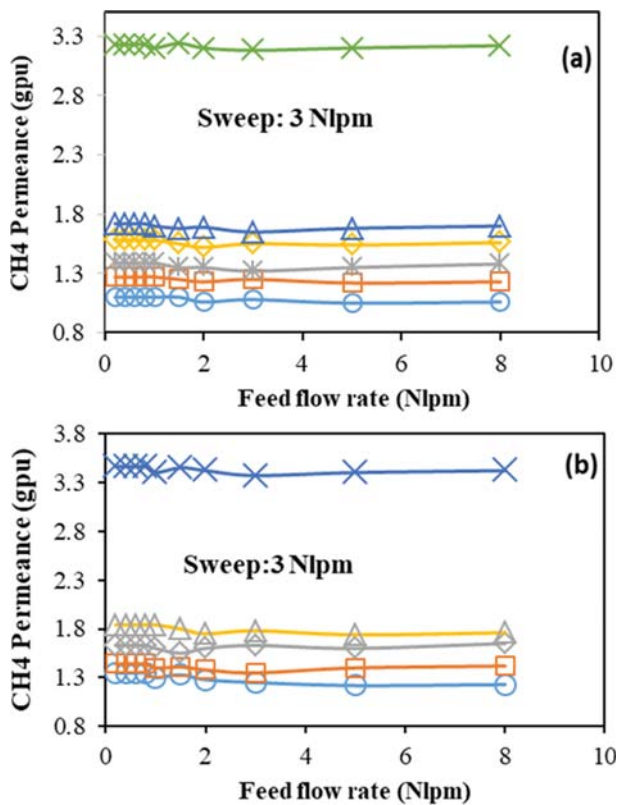 3.3
(a)
2.8
Sweep: 3 Nlpm
2.3
1.8
1.3
0.8
CH4 Permeance (gpu)
0 2 4 6 8 10
Feed flow rate (Nlpm)
3.8
(b)
3.3
2.8
Sweep:3 Nlpm
2.3
1.8
1.3
0.8
CH4 Permeance (gpu)
0 2 4 6 8 10
Feed flow rate (Nlpm)